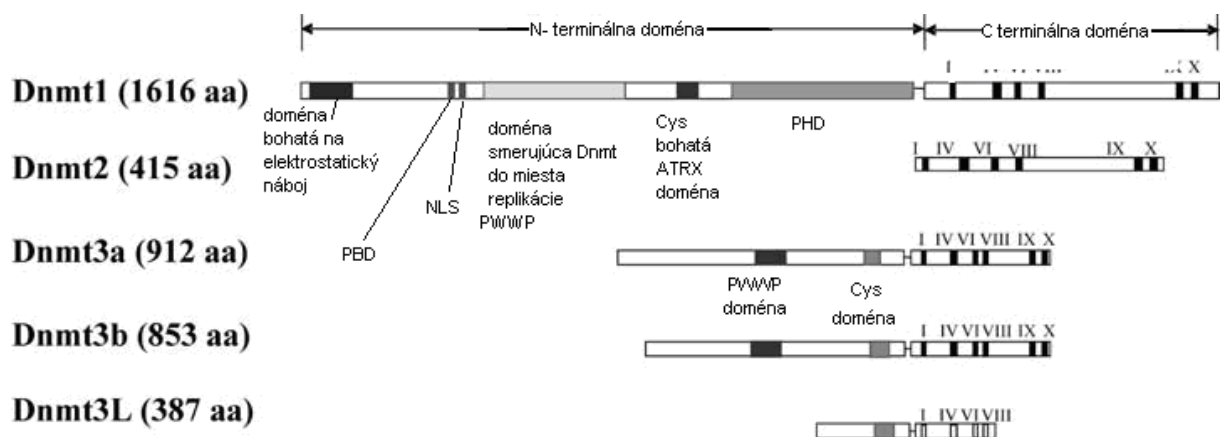 N- terminálna doména
C terminálna doména
I X
Dnmt1 (1616 aa)
doména
bohatá na
elektrostatický
náboj
PBD
NLS
doména
smerujúca Dnmt
do miesta
replikácie
PWWP
Cys
bohatá
ATRX
doména
PHD
Dnmt2 (415 aa)
I IV VI VIII IX X
Dnmt3a (912 aa)
I IV VI VIII IX X
PWWP
doména
Cys
doména
Dnmt3b (853 aa)
I IV VI VIII IX X
Dnmt3L (387 aa)
I IV VI VIII